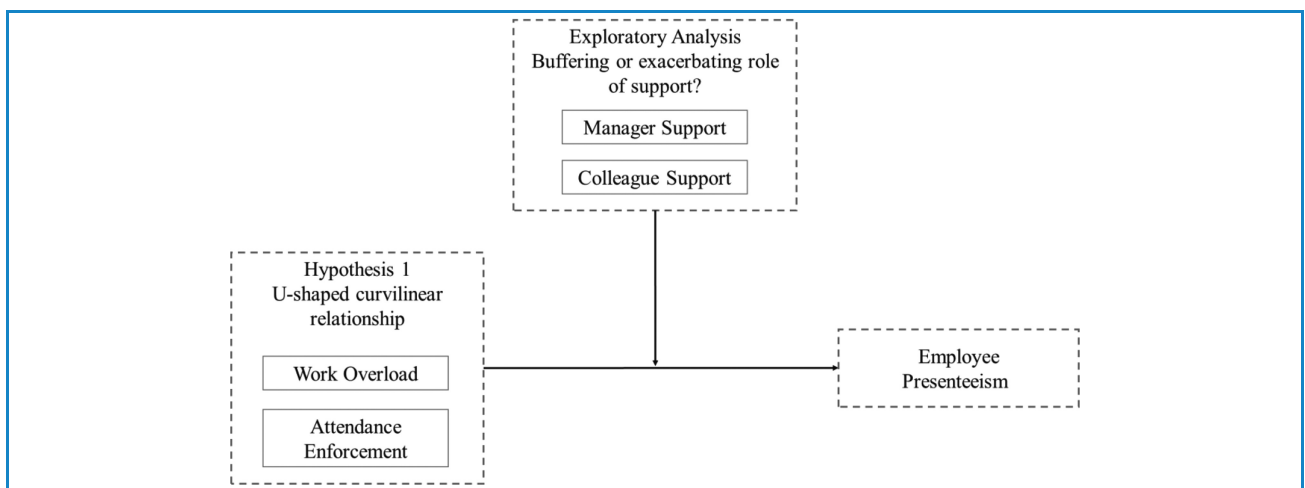 Exploratory Analysis
Buffering or exacerbating role
of support?
Manager Support
Colleague Support
Hypothesis 1
U-shaped curvilinear
relationship
Work Overload
Attendance
Enforcement
Employee
Presenteeism